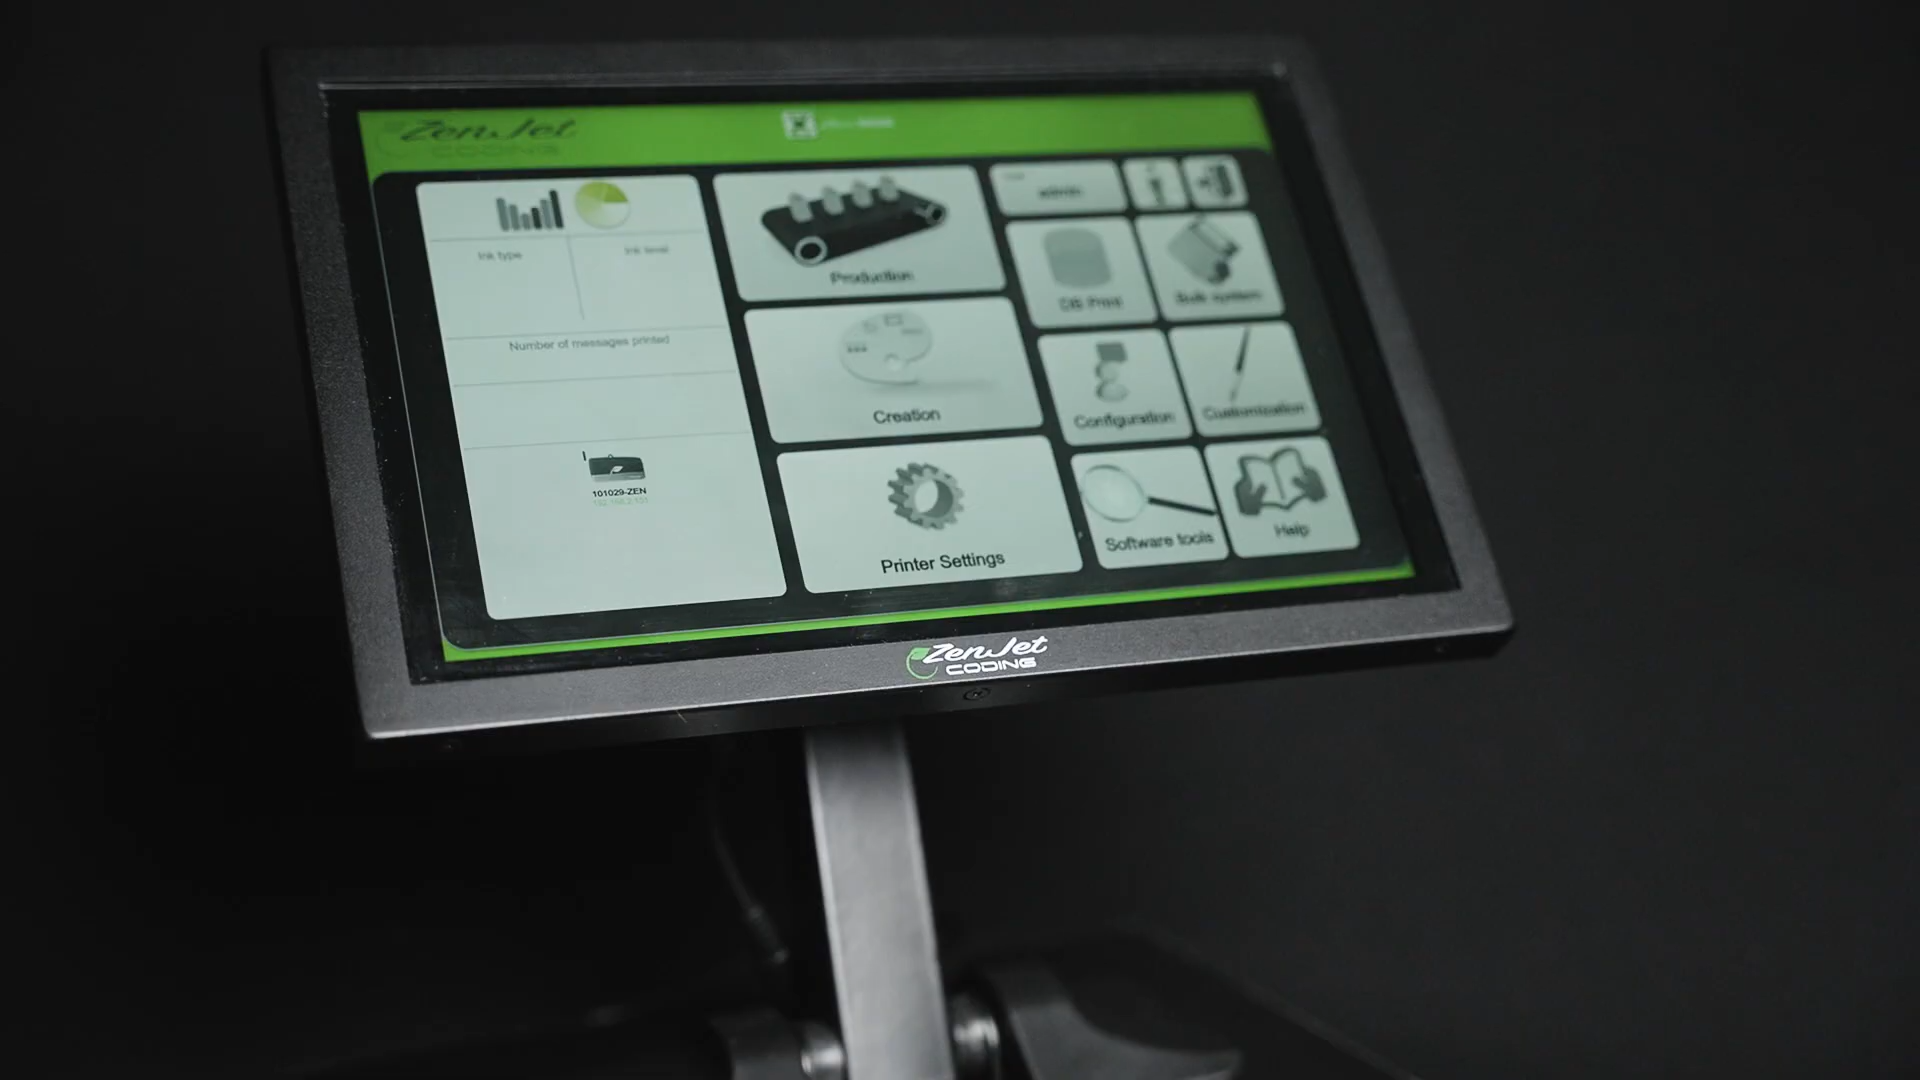 ZenJet
CODING
Ink type
Ink level
Number of messages printed
101029-ZEN
Production
Creation
Printer Settings
admin
DB Print
Bulk system
Configuration
Customization
Software tools
Help
ZenJet
CODING